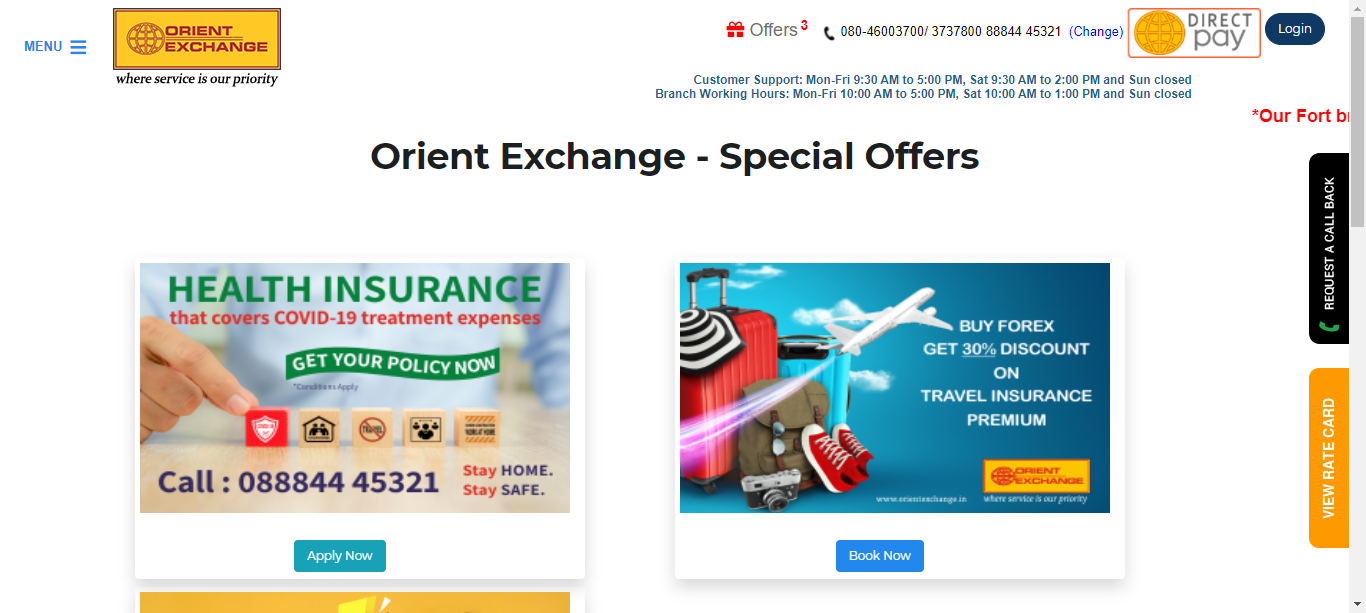 MENU
ORIENT
EXCHANGE
where service is our priority
Offers 3
080-46003700/ 3737800 88844 45321 (Change)
DIRECT
pay
Login
Customer Support: Mon-Fri 9:30 AM to 5:00 PM, Sat 9:30 AM to 2:00 PM and Sun closed
Branch Working Hours: Mon-Fri 10:00 AM to 5:00 PM, Sat 10:00 AM to 1:00 PM and Sun closed
*Our Fort
Orient Exchange - Special Offers
REQUEST A CALL BACK
VIEW RATE CARD
HEALTH INSURANCE
that covers COVID-19 treatment expenses
GET YOUR POLICY NOW
*Conditions Apply
TRAVEL
Call : 088844 45321
Stay HOME.
Stay SAFE.
Apply Now
BUY FOREX
GET 30% DISCOUNT
ON
TRAVEL INSURANCE
PREMIUM
ORIENT
EXCHANGE
www.orientexchange.in
where service is our priority
Book Now